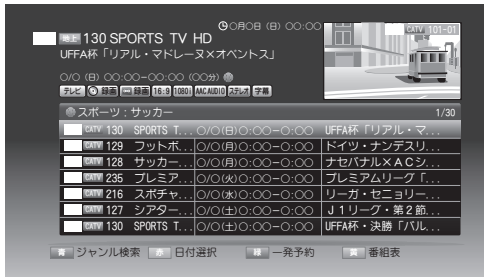 ○月○日（日）○○:○○
CATV 101-01
地上 130 SPORTS TV HD
UFFA杯「リアル・マドレーヌ×オベントス」
○/○（日）○○:○○−○○:○○（○○分）
テレビ 録画 録画 16:9 1080i AAC AUDIO ステレオ 字幕
スポーツ：サッカー 1/30
CATV 130 SPORTS T... ○/○(日)○:○○−○:○○ UFFA杯「リアル・マ...
CATV 129 フットボ... ○/○(月)○:○○−○:○○ ドイツ・ナンデスリ...
CATV 128 サッカー... ○/○(月)○:○○−○:○○ ナセバナル×ACシ...
CATV 235 プレミア... ○/○(火)○:○○−○:○○ プレミアムリーグ「...
CATV 216 スポチャ... ○/○(水)○:○○−○:○○ リーガ・セニョリー...
CATV 127 シアター... ○/○(土)○:○○−○:○○ J1リーグ・第2節...
CATV 130 SPORTS T... ○/○(土)○:○○−○:○○ UFFA杯・決勝「バル...
青 ジャンル検索 赤 日付選択 緑 一発予約 黄 番組表